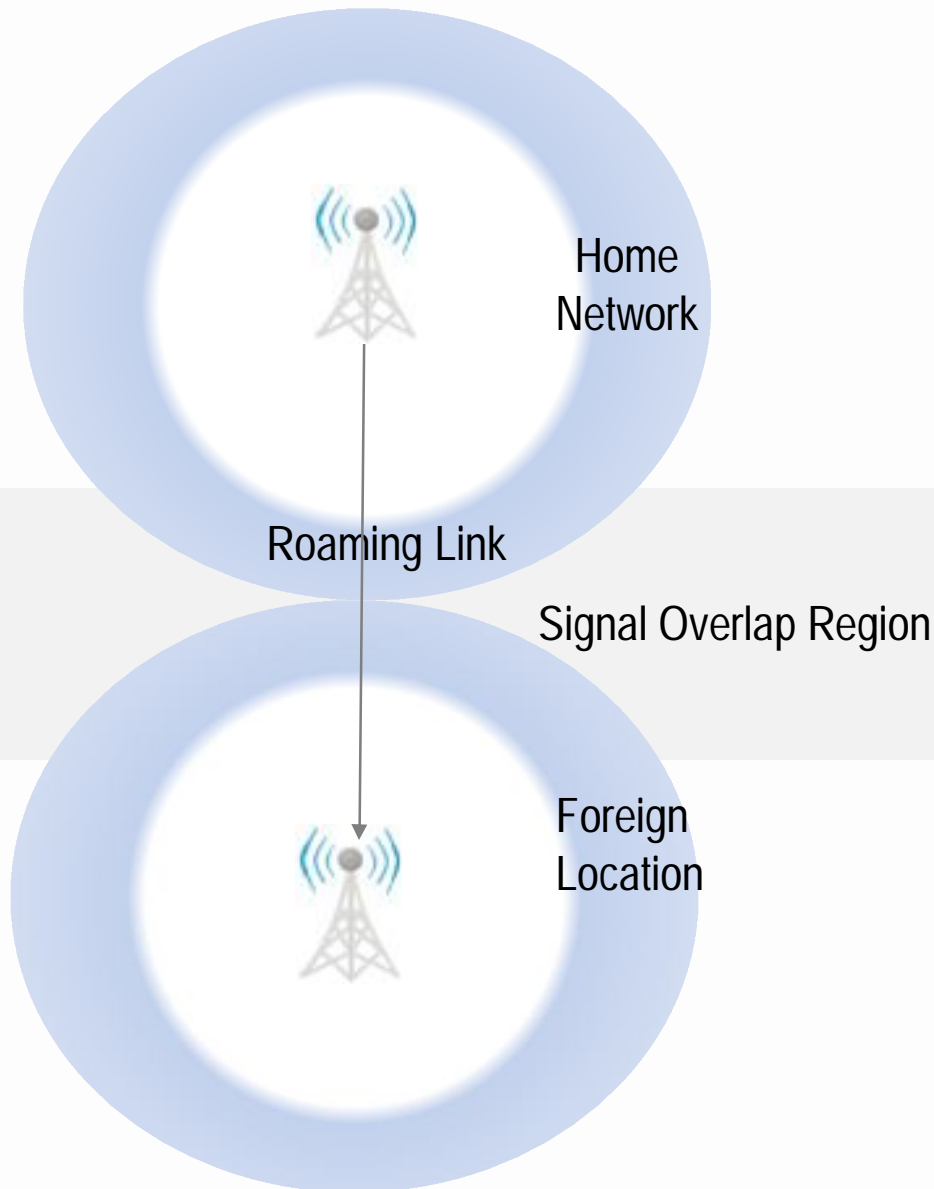 Home
Network
Roaming Link
Signal Overlap Region
Foreign
Location